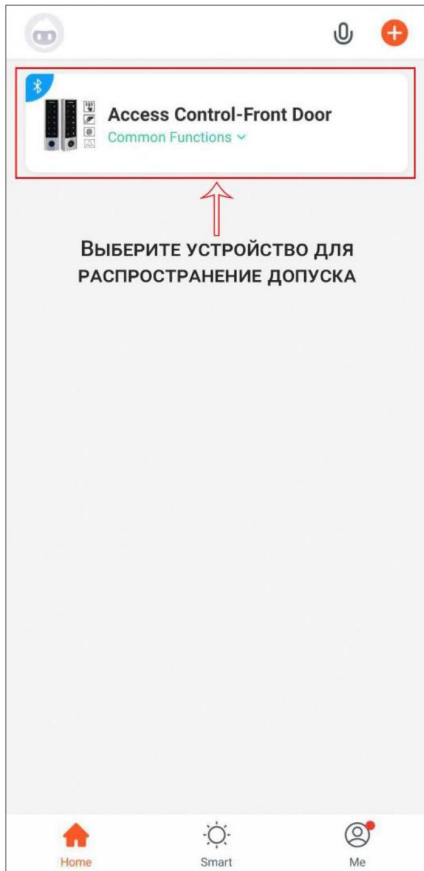 Access Control-Front Door
Common Functions
ВЫБЕРИТЕ УСТРОЙСТВО ДЛЯ
РАСПРОСТРАНЕНИЕ ДОПУСКА
Home
Smart
Me